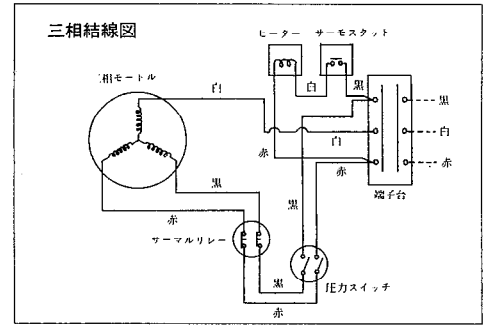 三相結線図
ヒーター サーモスタット
三相モートル
白
白
黒
黒
白
白
赤
赤
赤
黒
端子台
赤
黒
サーマルリレー
黒
圧力スイッチ
赤